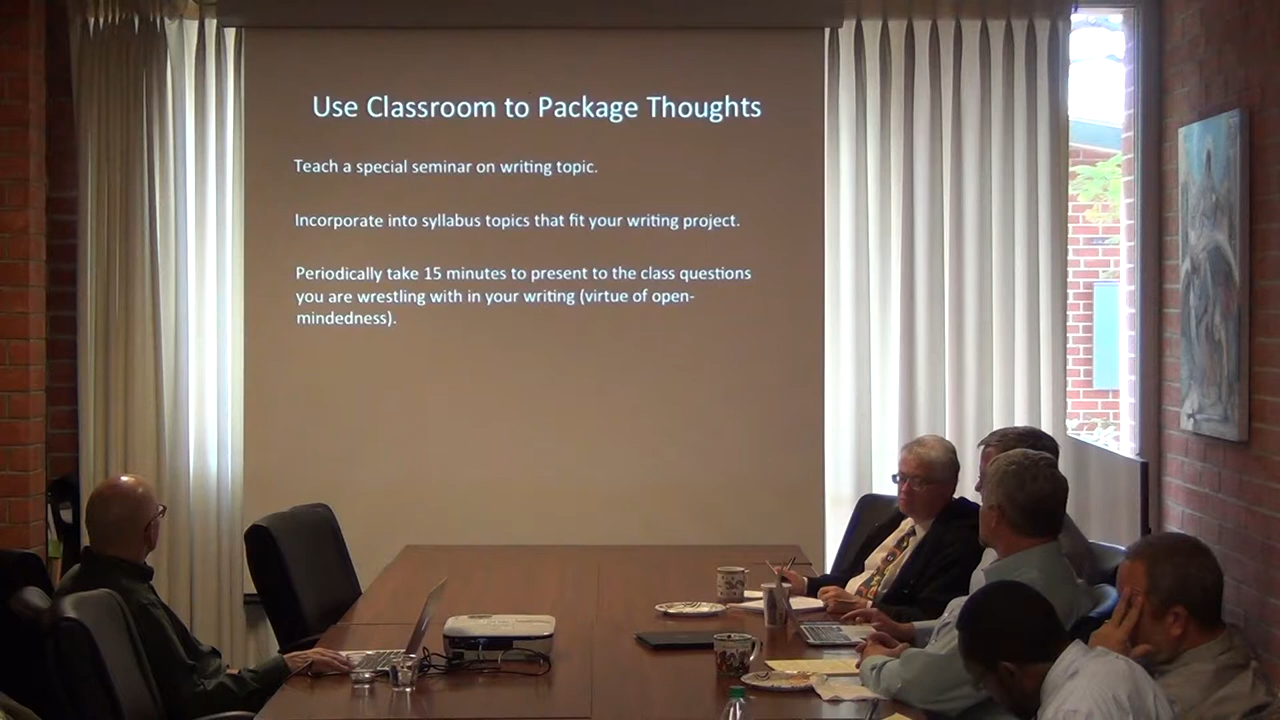 Use Classroom to Package Thoughts
Teach a special seminar on writing topic.
Incorporate into syllabus topics that fit your writing project.
Periodically take 15 minutes to present to the class questions
you are wrestling with in your writing (virtue of open-
mindedness).